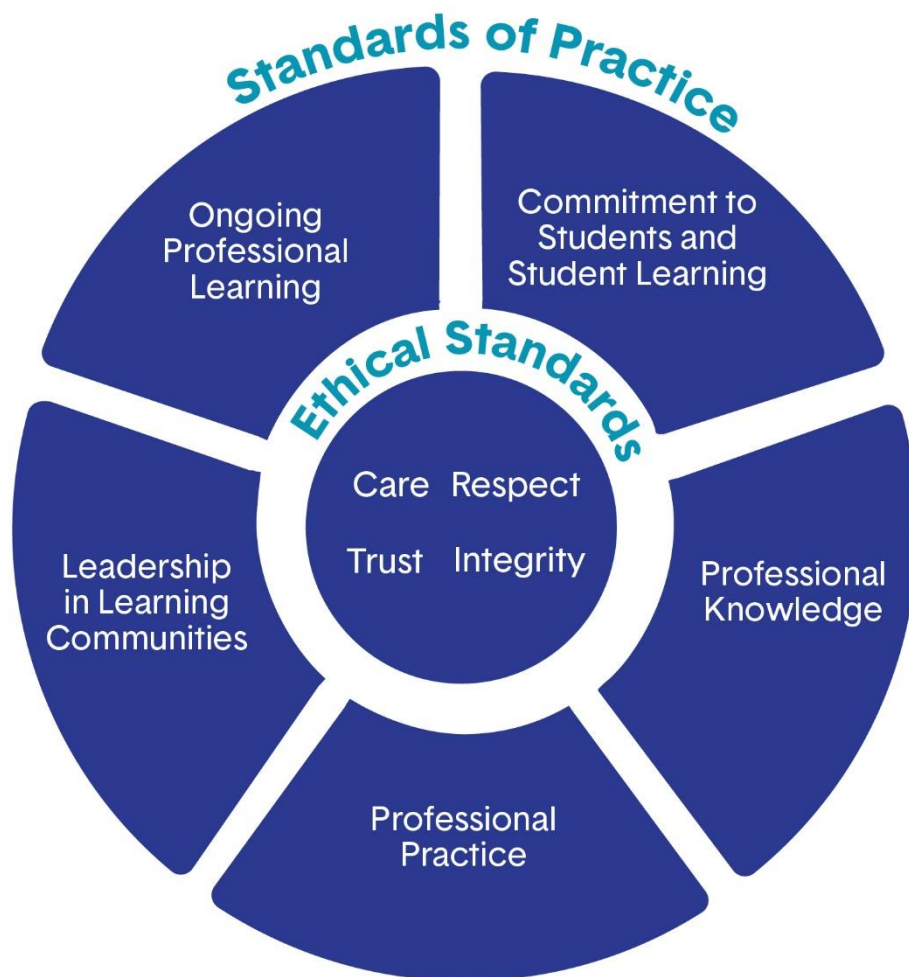 Standards of Practice
Ongoing
Professional
Learning
Commitment to
Students and
Student Learning
Ethical Standards
Care Respect
Trust Integrity
Leadership
in Learning
Communities
Professional
Knowledge
Professional
Practice